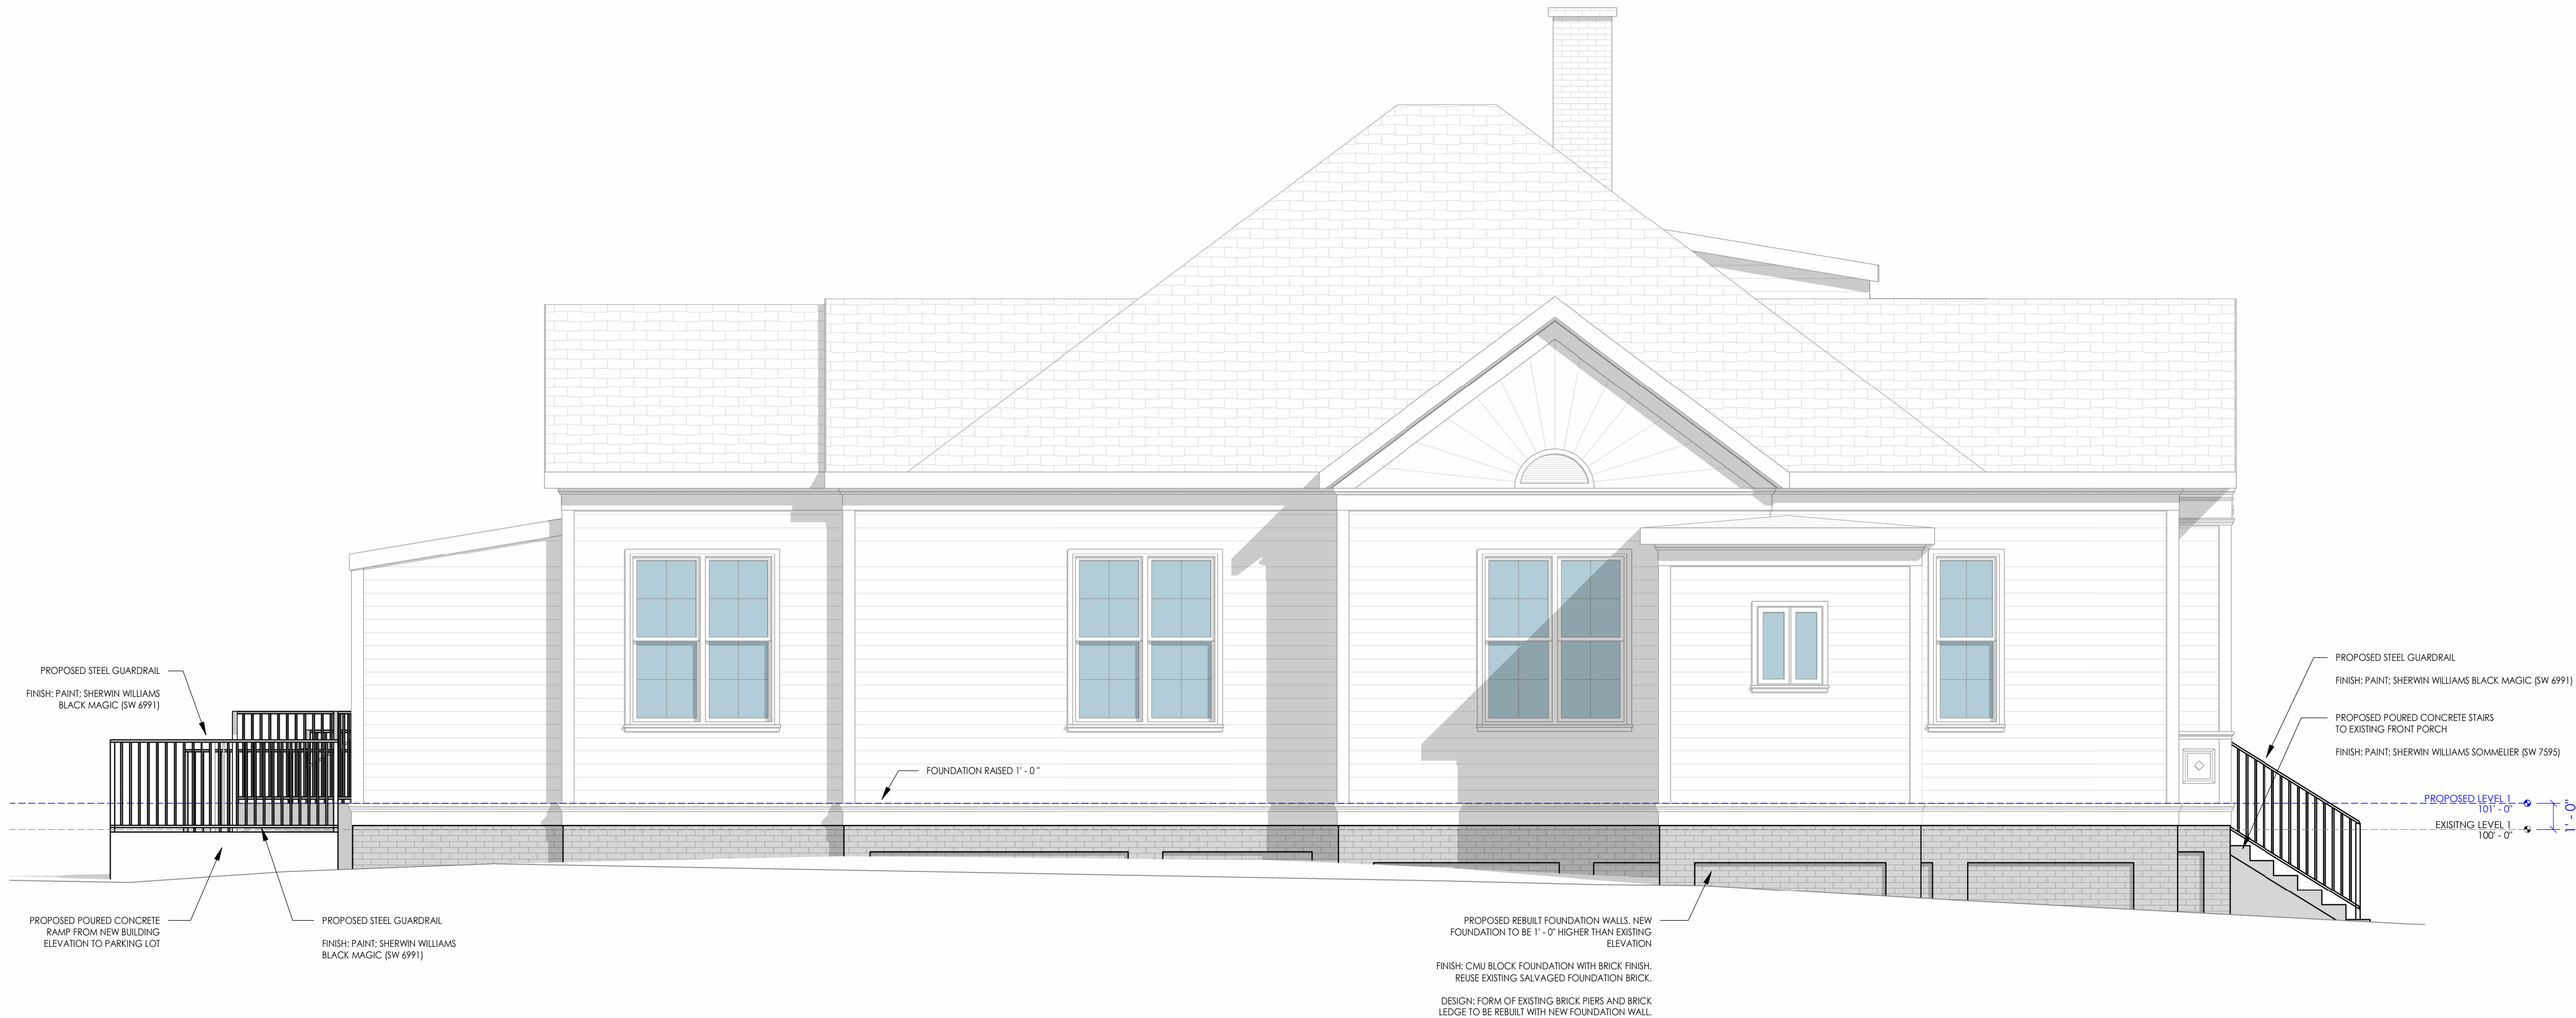 PROPOSED STEEL GUARDRAIL
FINISH: PAINT; SHERWIN WILLIAMS
BLACK MAGIC (SW 6991)
PROPOSED POURED CONCRETE
RAMP FROM NEW BUILDING
ELEVATION TO PARKING LOT
PROPOSED STEEL GUARDRAIL
FINISH: PAINT; SHERWIN WILLIAMS
BLACK MAGIC (SW 6991)
FOUNDATION RAISED 1' - 0 "
PROPOSED REBUILT FOUNDATION WALLS. NEW
FOUNDATION TO BE 1' - 0" HIGHER THAN EXISTING
ELEVATION
FINISH: CMU BLOCK FOUNDATION WITH BRICK FINISH.
REUSE EXISTING SALVAGED FOUNDATION BRICK.
DESIGN: FORM OF EXISTING BRICK PIERS AND BRICK
LEDGE TO BE REBUILT WITH NEW FOUNDATION WALL.
PROPOSED STEEL GUARDRAIL
FINISH: PAINT; SHERWIN WILLIAMS BLACK MAGIC (SW 6991)
PROPOSED POURED CONCRETE STAIRS
TO EXISTING FRONT PORCH
FINISH: PAINT; SHERWIN WILLIAMS SOMMELIER (SW 7595)
PROPOSED LEVEL 1
101' - 0"
EXISITNG LEVEL 1
100' - 0"
1' - 0"